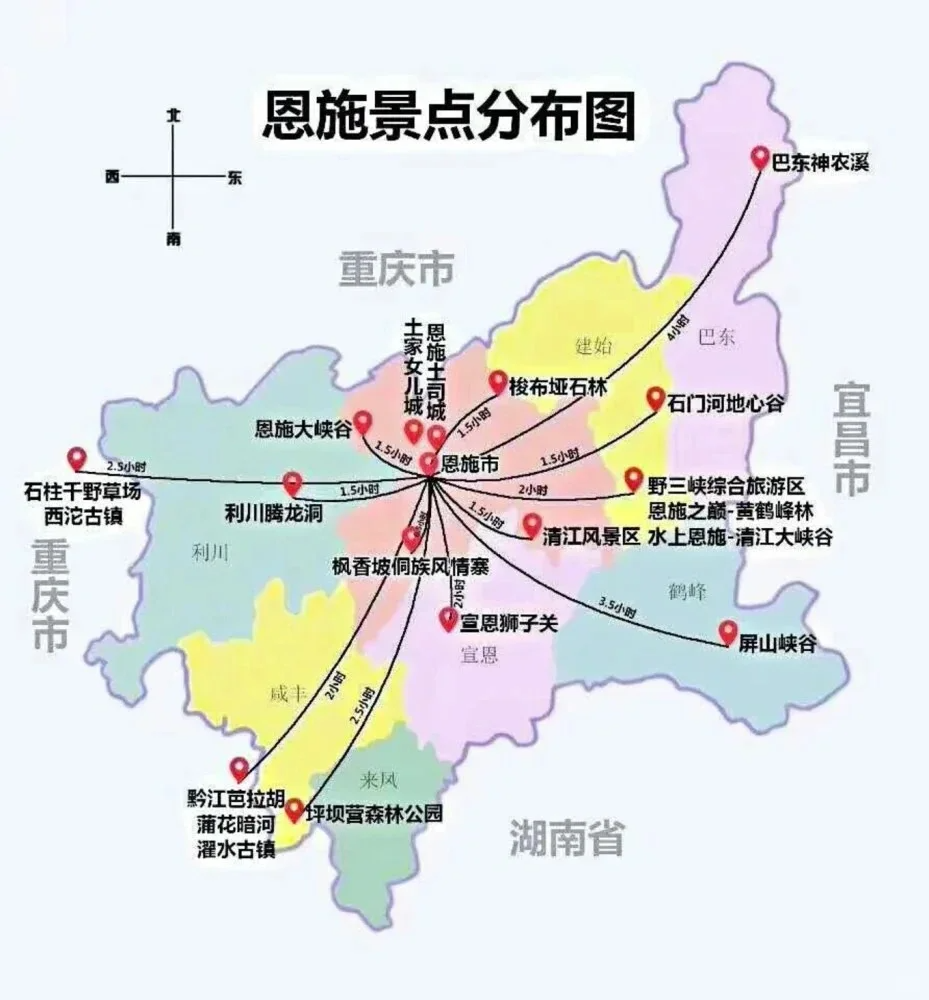 恩施景点分布图
北
西
东
南
巴东神农溪
重庆市
4小时
巴东
建始
土家女儿城
恩施土司城
梭布垭石林
1.5小时
石门河地心谷
宜昌市
恩施大峡谷
1.5小时
恩施市
1.5小时
2.5小时
石柱千野草场
西沱古镇
1.5小时
利川腾龙洞
2小时
野三峡综合旅游区
恩施之巅-黄鹤峰林
水上恩施-清江大峡谷
1.5小时
清江风景区
小时
枫香坡侗族风情寨
重庆市
利川
2小时
宣恩狮子关
宣恩
鹤峰
3.5小时
屏山峡谷
咸丰
2小时
2.5小时
黔江芭拉胡
蒲花暗河
濯水古镇
来凤
坪坝营森林公园
湖南省